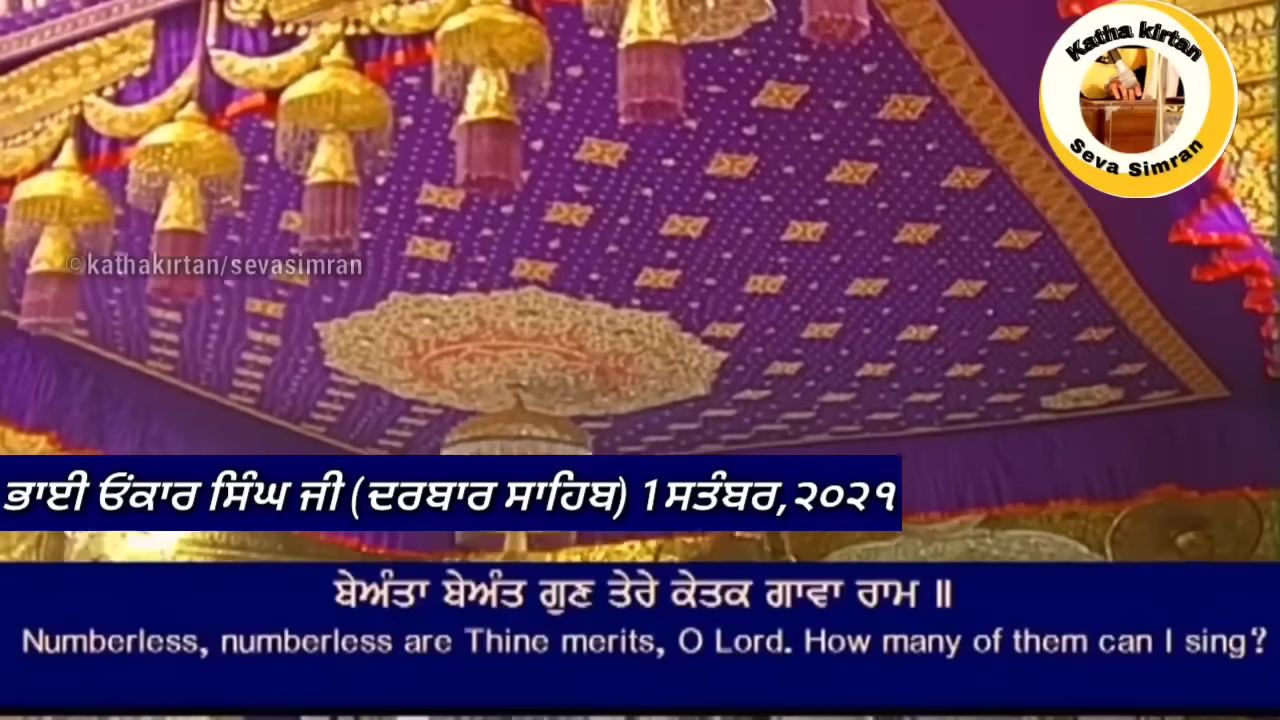 Katha kirtan
Seva Simran
©kathakirtan/sevasimran
ਭਾਈ ਓਂਕਾਰ ਸਿੰਘ ਜੀ (ਦਰਬਾਰ ਸਾਹਿਬ) 1 ਸਤੰਬਰ,੨੦੨੧
ਬੇਅੰਤਾ ਬੇਅੰਤ ਗੁਣ ਤੇਰੇ ਕੇਤਕ ਗਾਵਾ ਰਾਮ ॥
Numberless, numberless are Thine merits, O Lord. How many of them can I sing?